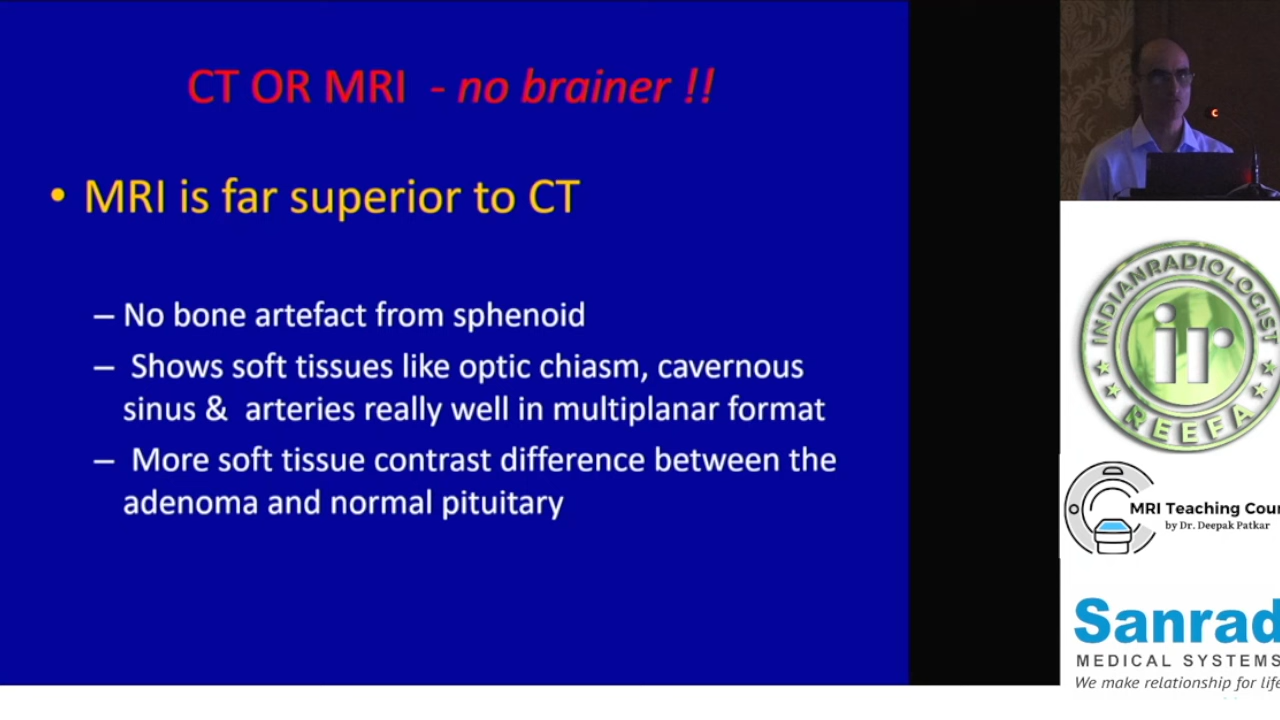 CT OR MRI - no brainer !!
• MRI is far superior to CT
– No bone artefact from sphenoid
– Shows soft tissues like optic chiasm, cavernous
sinus & arteries really well in multiplanar format
– More soft tissue contrast difference between the
adenoma and normal pituitary
INDIANRADIOLOGIST
ir
REEFA
MRI Teaching Cou
by Dr. Deepak Patkar
Sanrad
MEDICAL SYSTEMS
We make relationship for life